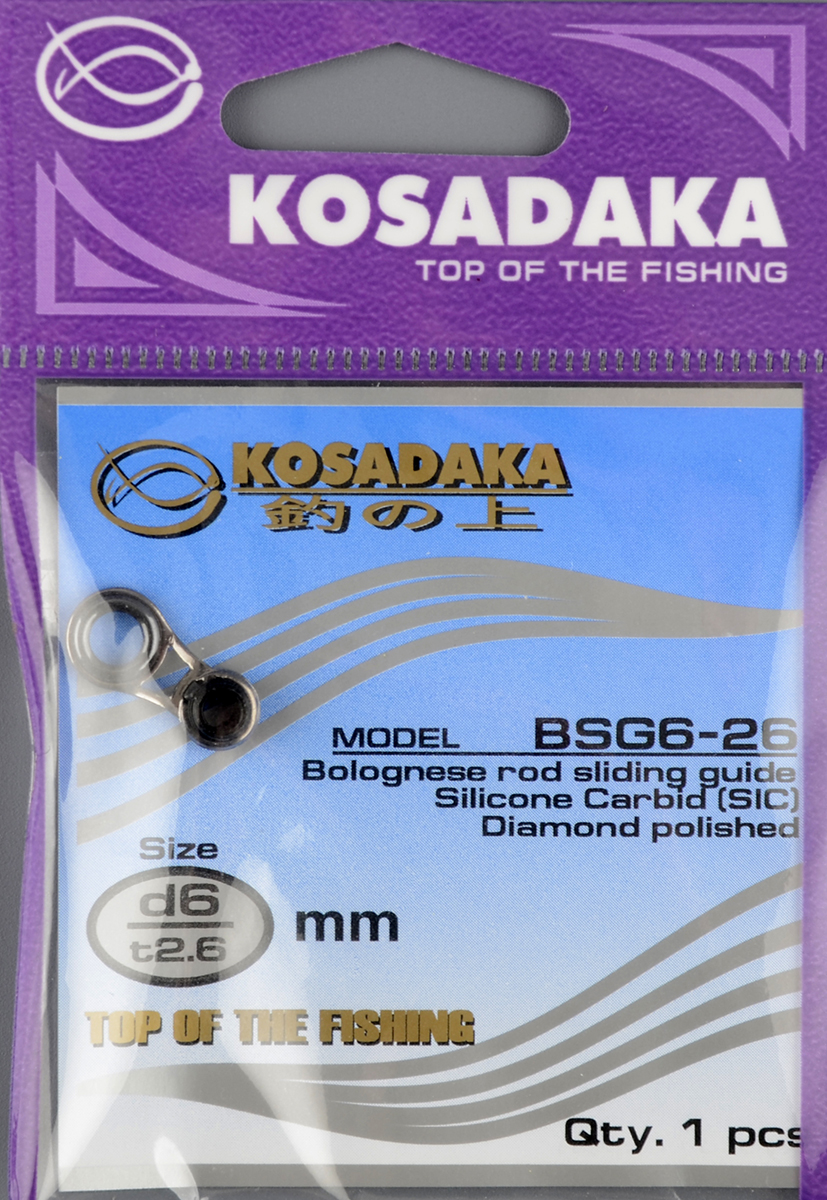 KOSADAKA
TOP OF THE FISHING
KOSADAKA
釣の上
MODEL BSG6-26
Bolognese rod sliding guide
Silicone Carbid (SIC)
Diamond polished
Size
d6
t2.6
mm
TOP OF THE FISHING
Qty. 1 pcs